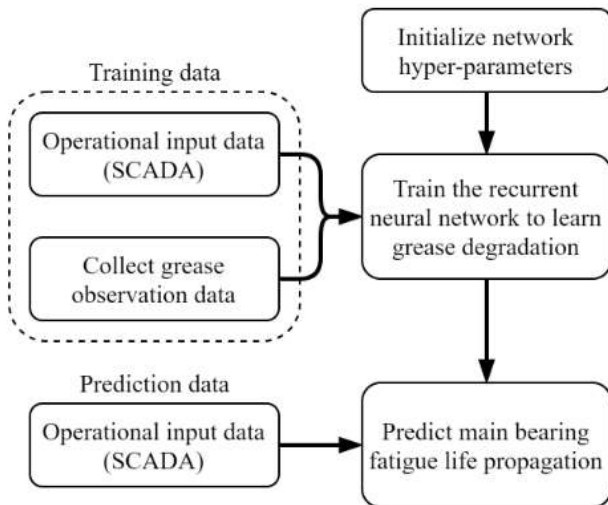 Initialize network
hyper-parameters
Training data
Operational input data
(SCADA)
Train the recurrent
neural network to learn
grease degradation
Collect grease
observation data
Prediction data
Operational input data
(SCADA)
Predict main bearing
fatigue life propagation